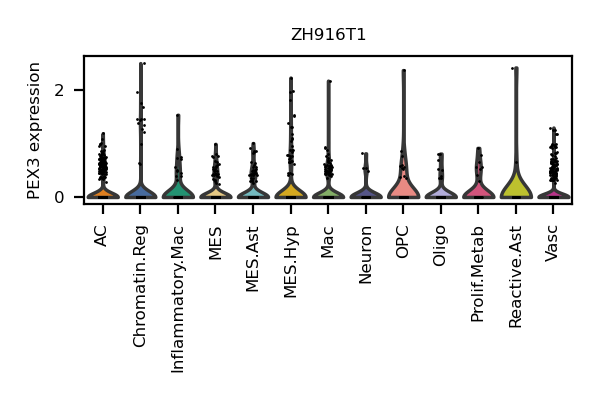 ZH916T1
PEX3 expression
2
0
AC
Chromatin.Reg
Inflammatory.Mac
MES
MES.Ast
MES.Hyp
Mac
Neuron
OPC
Oligo
Prolif.Metab
Reactive.Ast
Vasc